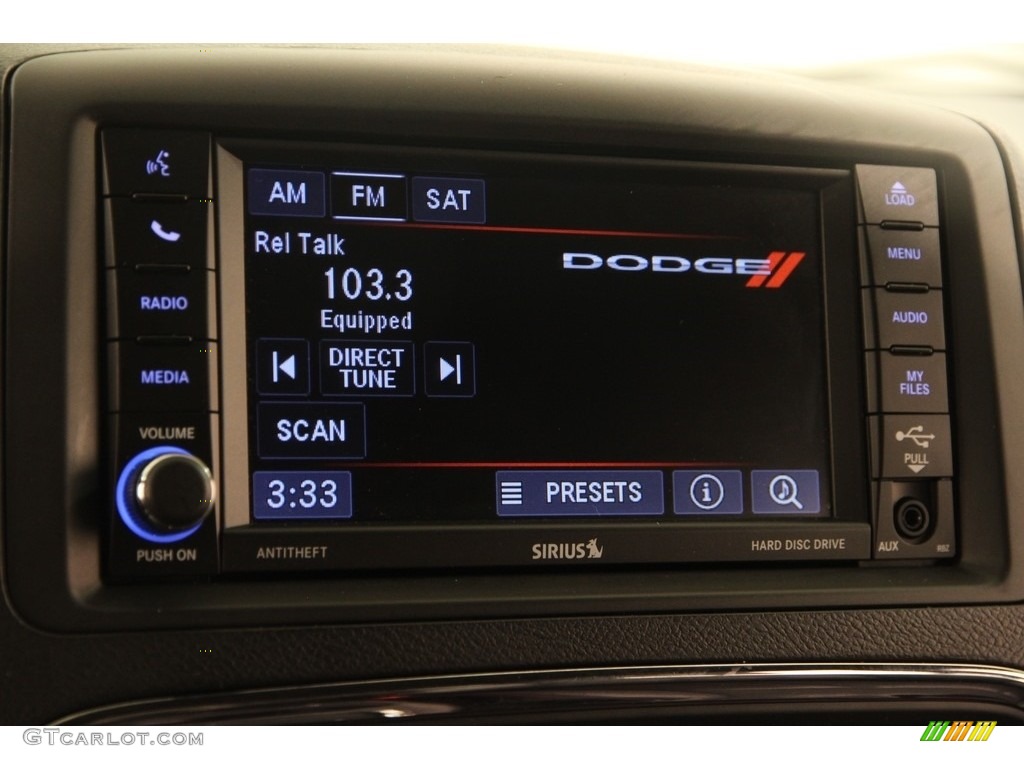 AM FM SAT
Rel Talk
103.3
Equipped
DIRECT
TUNE
SCAN
3:33 PRESETS i
RADIO
MEDIA
VOLUME
PUSH ON
ANTITHEFT SIRIUS HARD DISC DRIVE
DODGE
LOAD
MENU
AUDIO
MY
FILES
PULL
AUX RBZ
GTCARLOT.COM